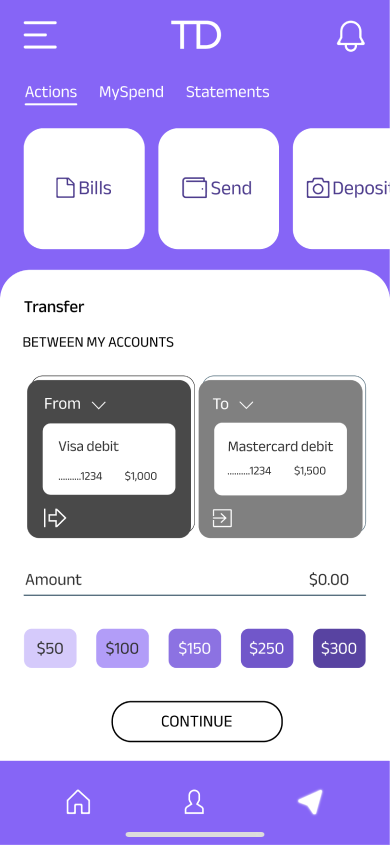 TD
Actions MySpend Statements
Bills Send Deposit
Transfer
BETWEEN MY ACCOUNTS
From To
Visa debit Mastercard debit
..........1234 $1,000 ..........1234 $1,500
Amount $0.00
$50 $100 $150 $250 $300
CONTINUE